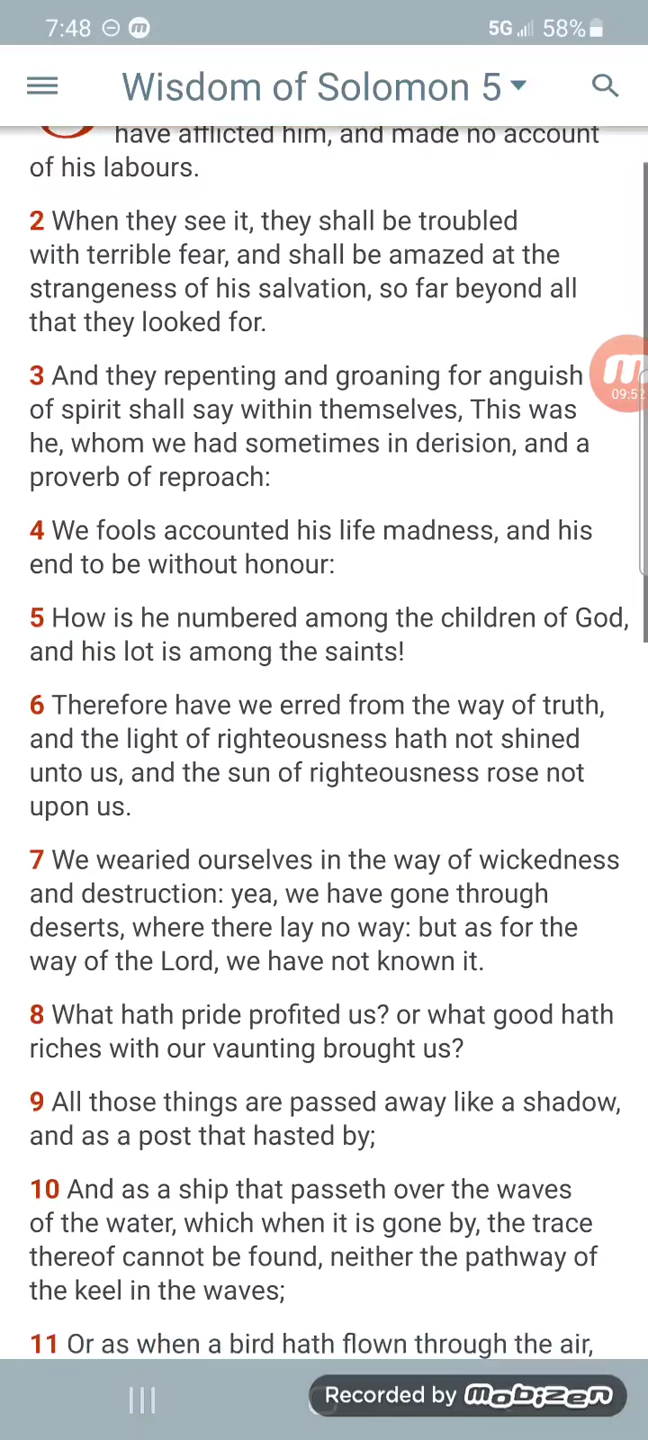 7:48
5G 58%
Wisdom of Solomon 5
have afflicted him, and made no account
of his labours.
2 When they see it, they shall be troubled
with terrible fear, and shall be amazed at the
strangeness of his salvation, so far beyond all
that they looked for.
3 And they repenting and groaning for anguish
of spirit shall say within themselves, This was
he, whom we had sometimes in derision, and a
proverb of reproach:
4 We fools accounted his life madness, and his
end to be without honour:
5 How is he numbered among the children of God,
and his lot is among the saints!
6 Therefore have we erred from the way of truth,
and the light of righteousness hath not shined
unto us, and the sun of righteousness rose not
upon us.
7 We wearied ourselves in the way of wickedness
and destruction: yea, we have gone through
deserts, where there lay no way: but as for the
way of the Lord, we have not known it.
8 What hath pride profited us? or what good hath
riches with our vaunting brought us?
9 All those things are passed away like a shadow,
and as a post that hasted by;
10 And as a ship that passeth over the waves
of the water, which when it is gone by, the trace
thereof cannot be found, neither the pathway of
the keel in the waves;
11 Or as when a bird hath flown through the air,
m
09:52
Recorded by mobizen